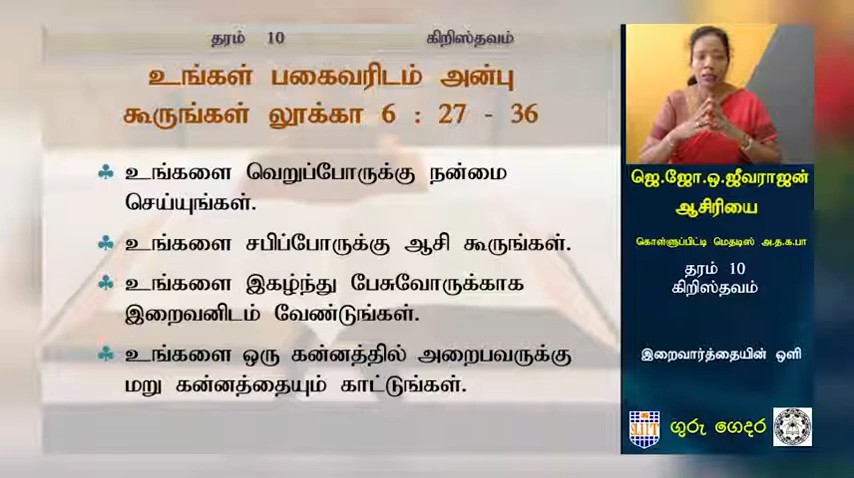 தரம் 10 கிறிஸ்தவம்
உங்கள் பகைவரிடம் அன்பு
கூருங்கள் லூக்கா 6 : 27 - 36
உங்களை வெறுப்போருக்கு நன்மை
செய்யுங்கள்.
உங்களை சபிப்போருக்கு ஆசி கூருங்கள்.
உங்களை இகழ்ந்து பேசுவோருக்காக
இறைவனிடம் வேண்டுங்கள்.
உங்களை ஒரு கன்னத்தில் அறைபவருக்கு
மறு கன்னத்தையும் காட்டுங்கள்.
ஜெ.ஜோ.ஒ.ஜீவராஜன்
ஆசிரியை
கொள்ளுப்பிட்டி மெதடிஸ் அ.த.க.பா
தரம் 10
கிறிஸ்தவம்
இறைவார்த்தையின் ஒளி
SLIIT
ගුරු ගෙදර